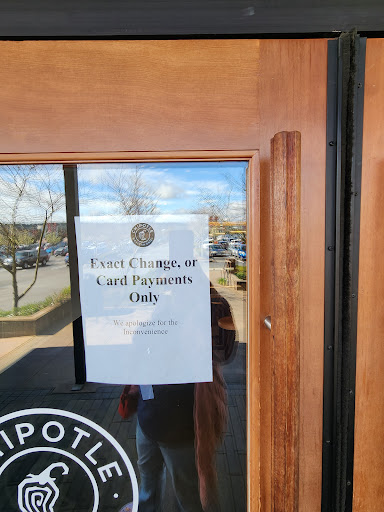 Exact Change, or
Card Payments
Only
We apologize for the
Inconvenience
IPOTLE